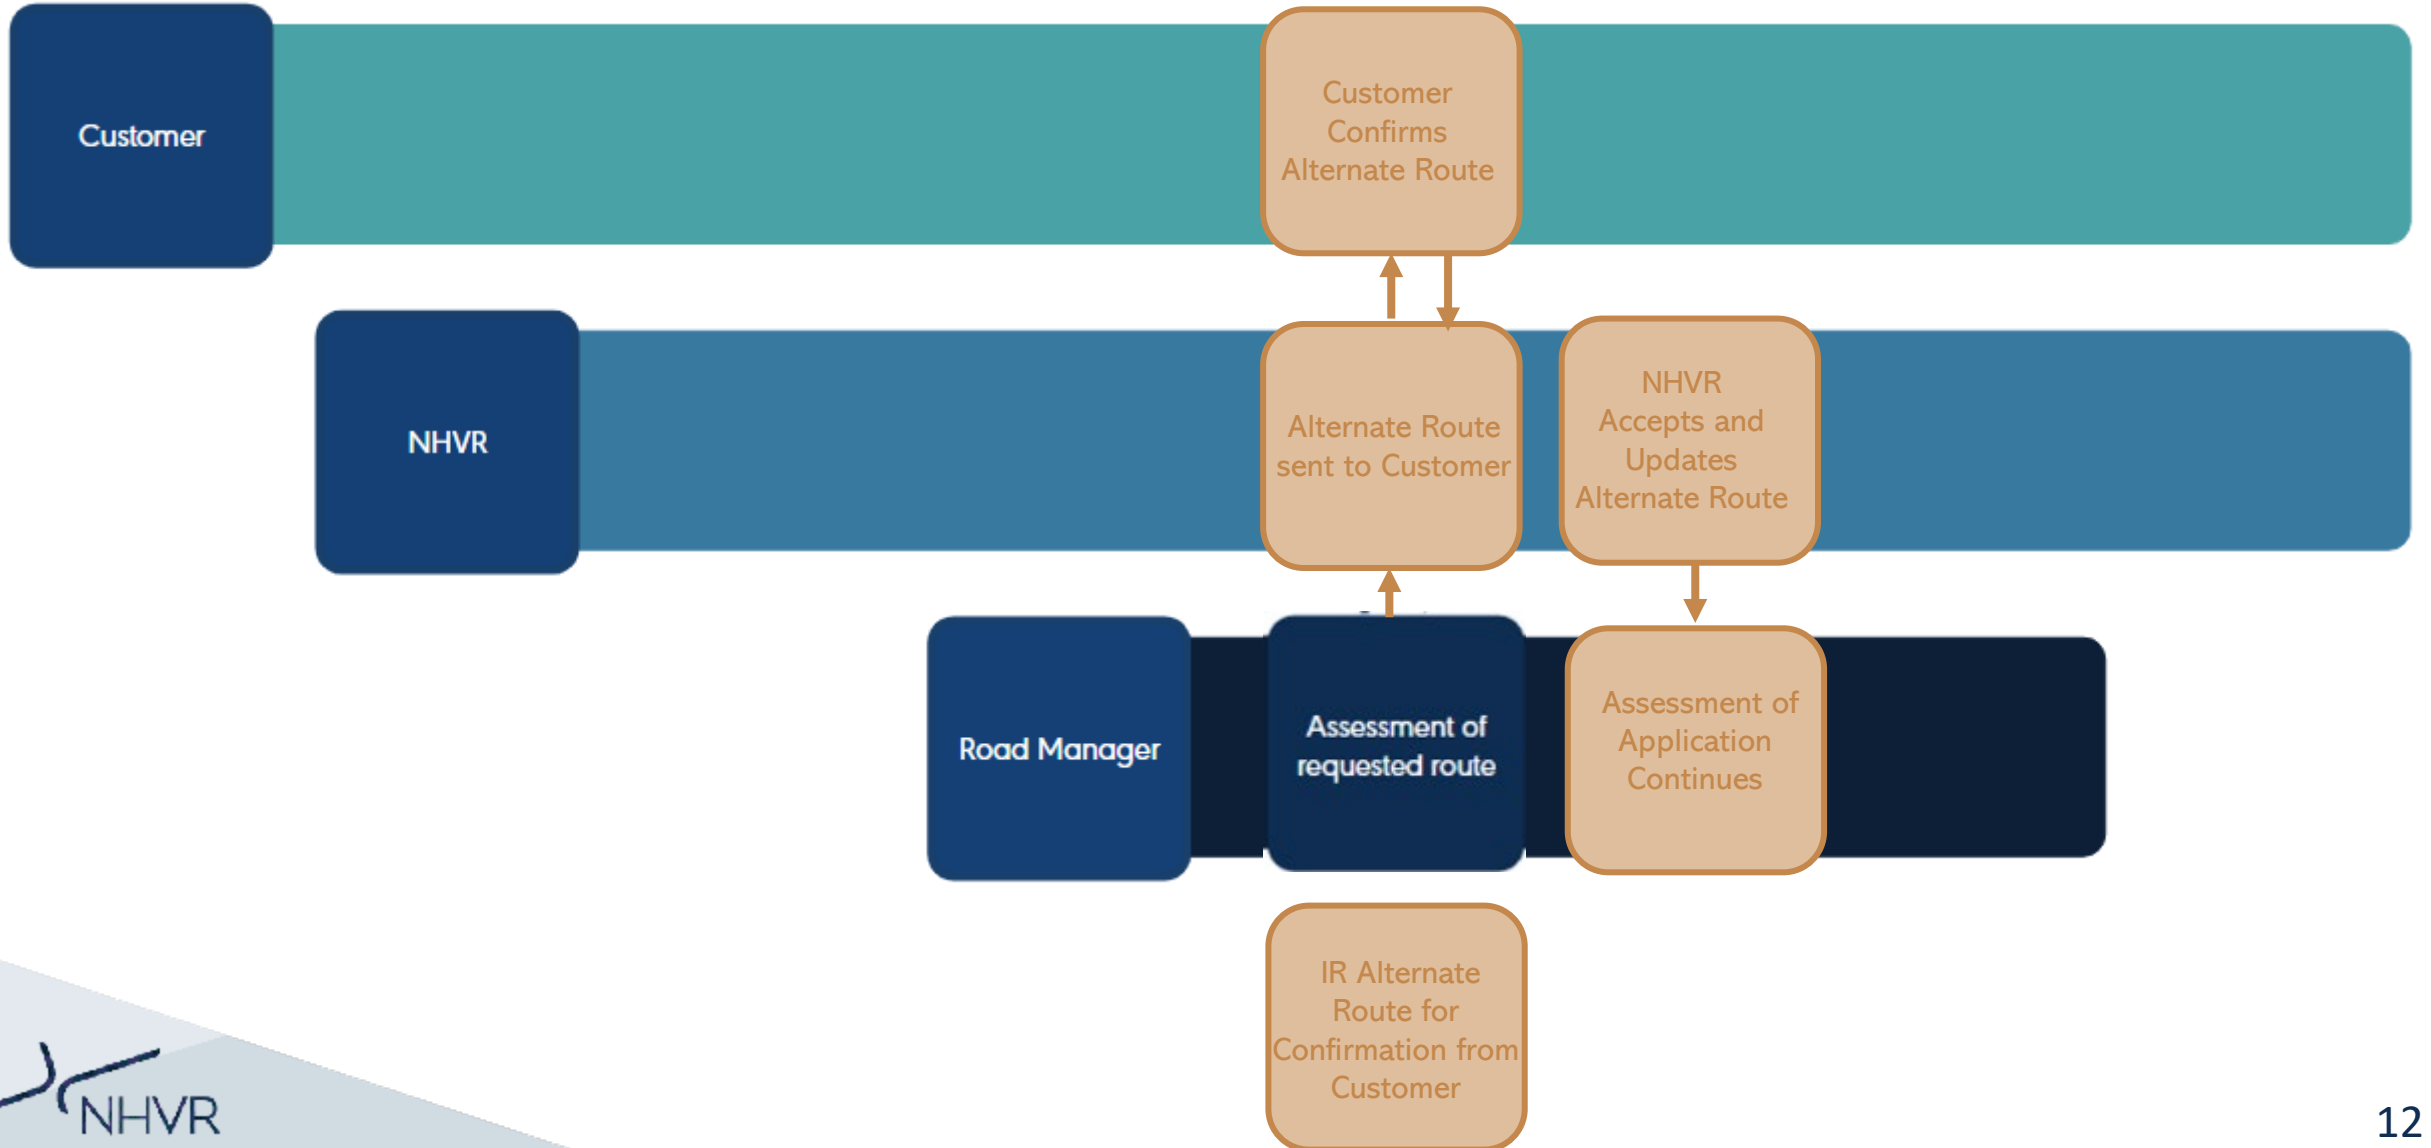 Customer
Customer
Confirms
Alternate Route
NHVR
Alternate Route
sent to Customer
NHVR
Accepts and
Updates
Alternate Route
Road Manager
Assessment of
requested route
Assessment of
Application
Continues
IR Alternate
Route for
Confirmation from
Customer
NHVR
12